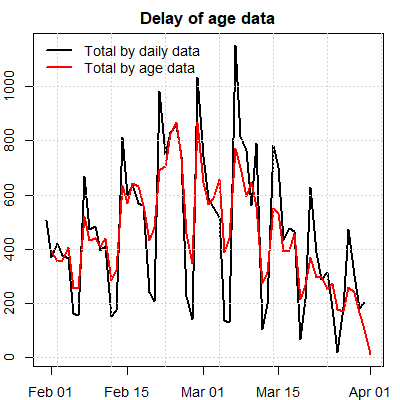 Delay of age data
Total by daily data
Total by age data
1000
800
600
400
200
0
Feb 01 Feb 15 Mar 01 Mar 15 Apr 01